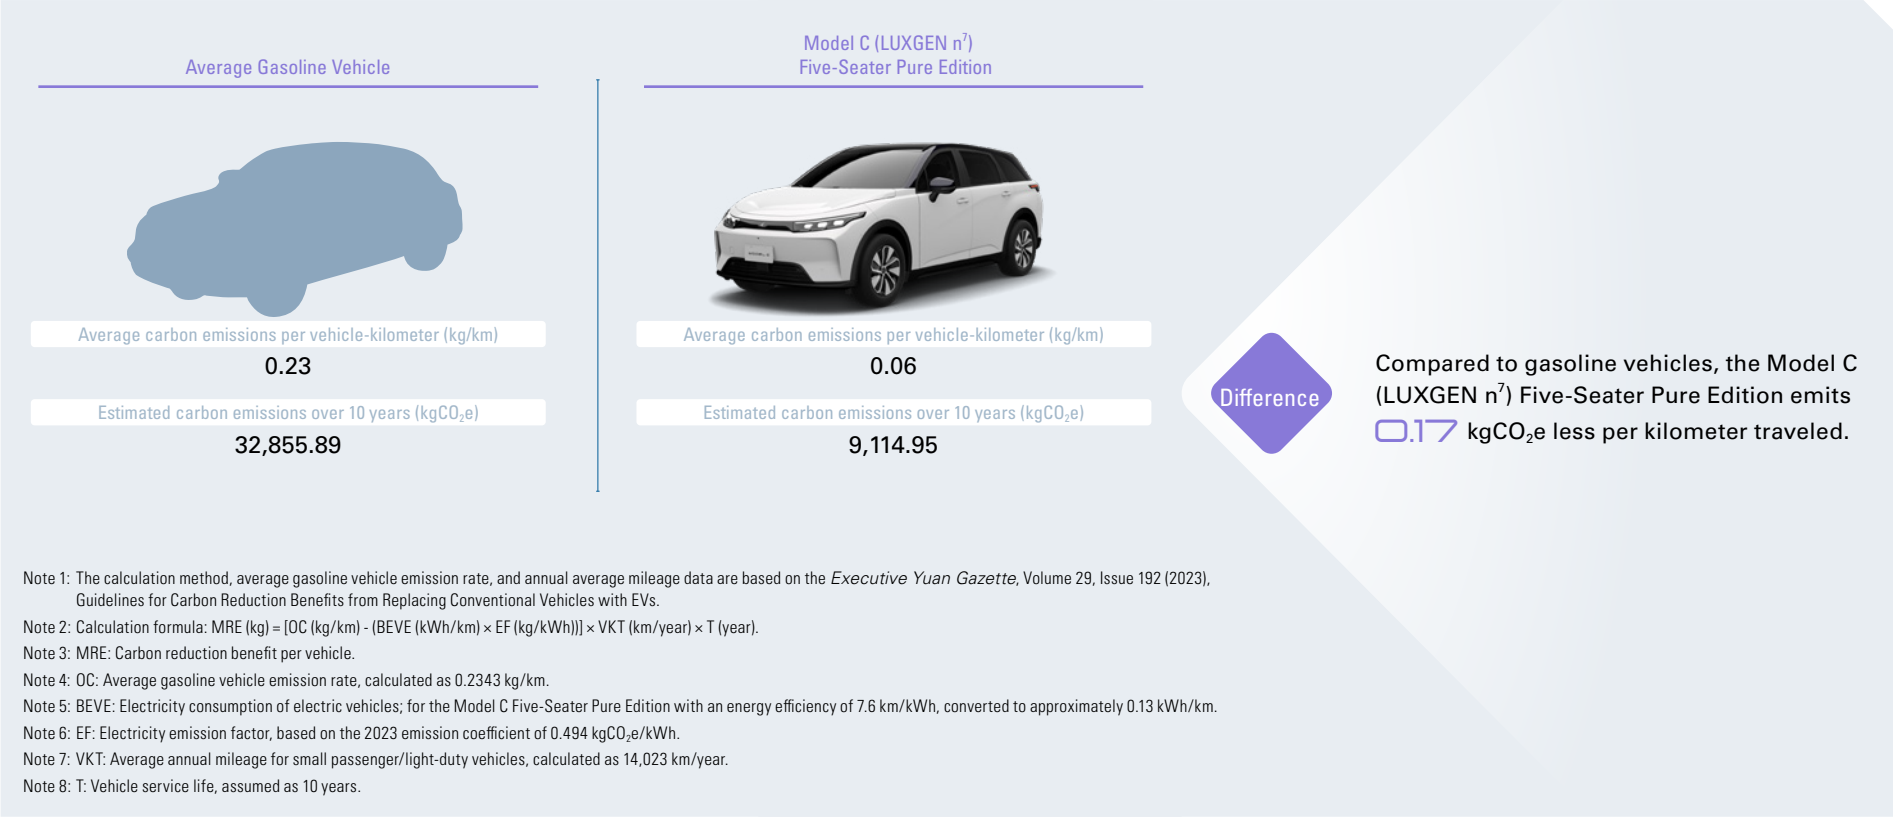 Average Gasoline Vehicle
Average carbon emissions per vehicle-kilometer (kg/km)
0.23
Estimated carbon emissions over 10 years (kgCO₂e)
32,855.89
Model C (LUXGEN n⁷)
Five-Seater Pure Edition
MODEL C
Average carbon emissions per vehicle-kilometer (kg/km)
0.06
Estimated carbon emissions over 10 years (kgCO₂e)
9,114.95
Difference
Compared to gasoline vehicles, the Model C
(LUXGEN n⁷) Five-Seater Pure Edition emits
0.17 kgCO₂e less per kilometer traveled.
Note 1: The calculation method, average gasoline vehicle emission rate, and annual average mileage data are based on the Executive Yuan Gazette, Volume 29, Issue 192 (2023),
Guidelines for Carbon Reduction Benefits from Replacing Conventional Vehicles with EVs.
Note 2: Calculation formula: MRE (kg) = [OC (kg/km) - (BEVE (kWh/km) × EF (kg/kWh))] × VKT (km/year) × T (year).
Note 3: MRE: Carbon reduction benefit per vehicle.
Note 4: OC: Average gasoline vehicle emission rate, calculated as 0.2343 kg/km.
Note 5: BEVE: Electricity consumption of electric vehicles; for the Model C Five-Seater Pure Edition with an energy efficiency of 7.6 km/kWh, converted to approximately 0.13 kWh/km.
Note 6: EF: Electricity emission factor, based on the 2023 emission coefficient of 0.494 kgCO₂e/kWh.
Note 7: VKT: Average annual mileage for small passenger/light-duty vehicles, calculated as 14,023 km/year.
Note 8: T: Vehicle service life, assumed as 10 years.